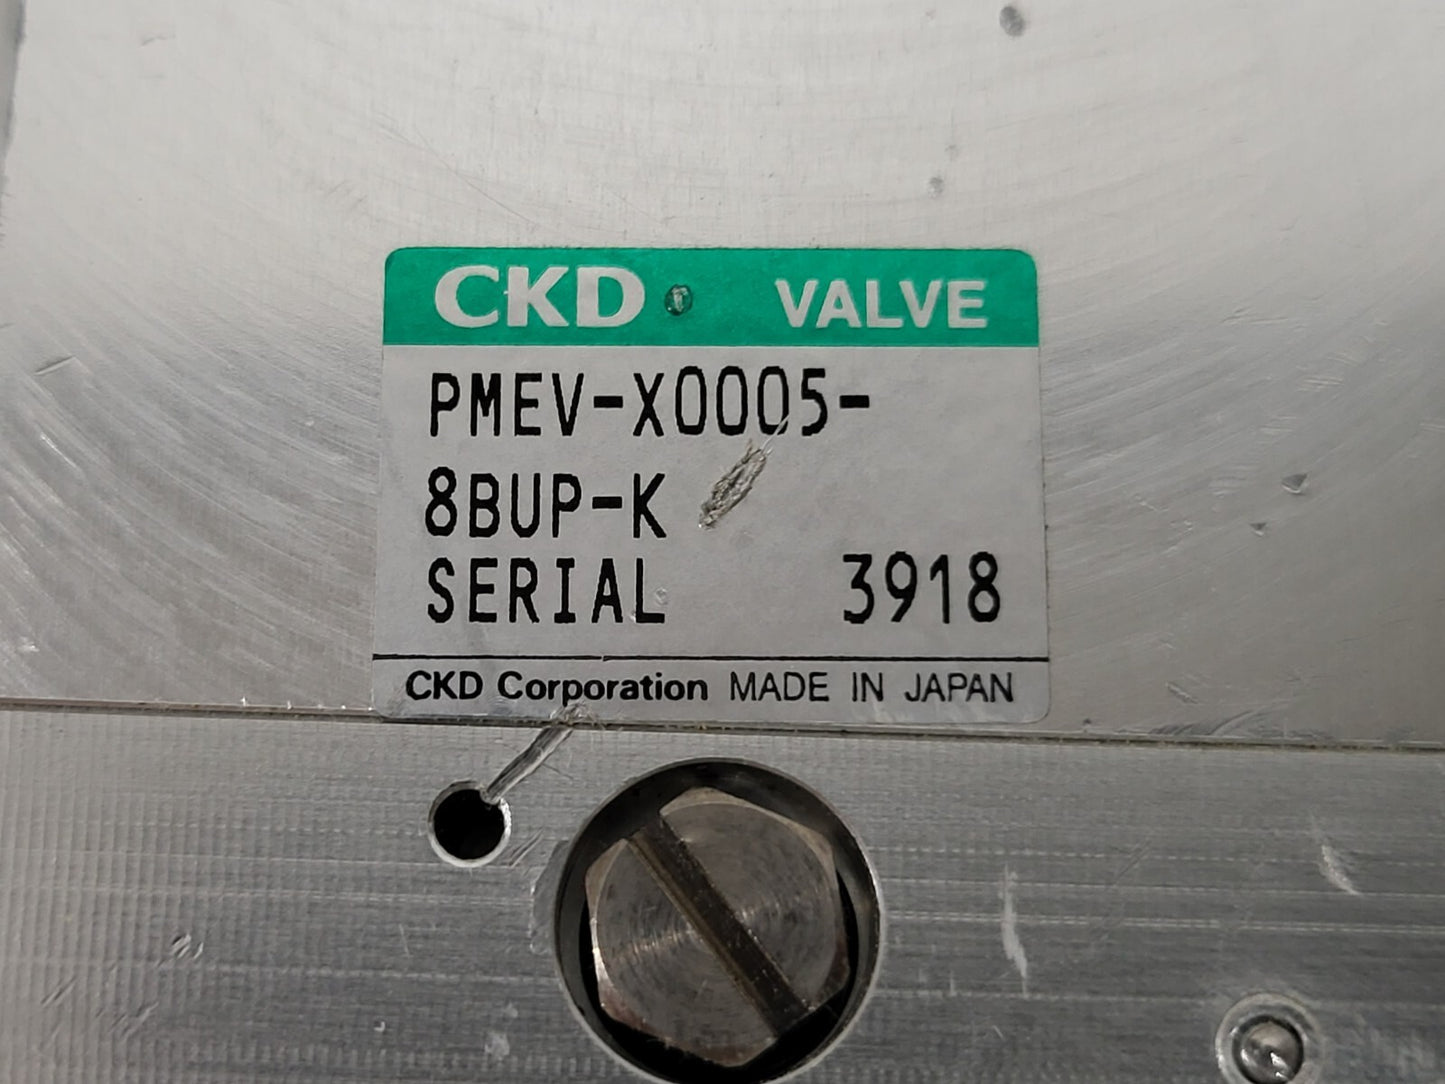 CKD VALVE
PMEV-X0005-
8BUP-K
SERIAL 3918
CKD Corporation MADE IN JAPAN